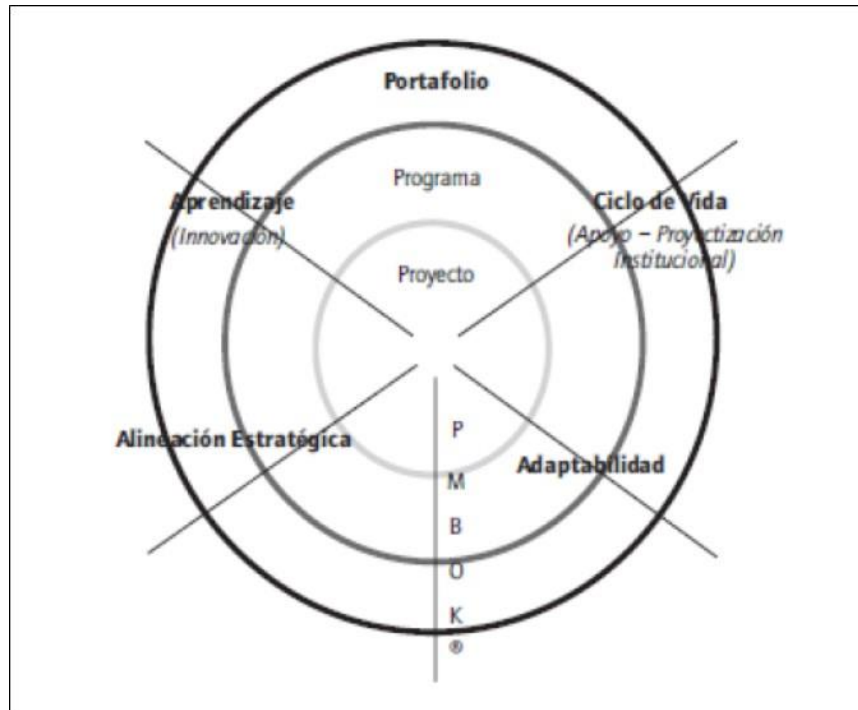 Portafolio
Programa
Aprendizaje
(Innovación)
Ciclo de Vida
(Apoyo – Proyectización
Institucional)
Proyecto
Alineación Estratégica
Adaptabilidad
P
M
B
O
K
®